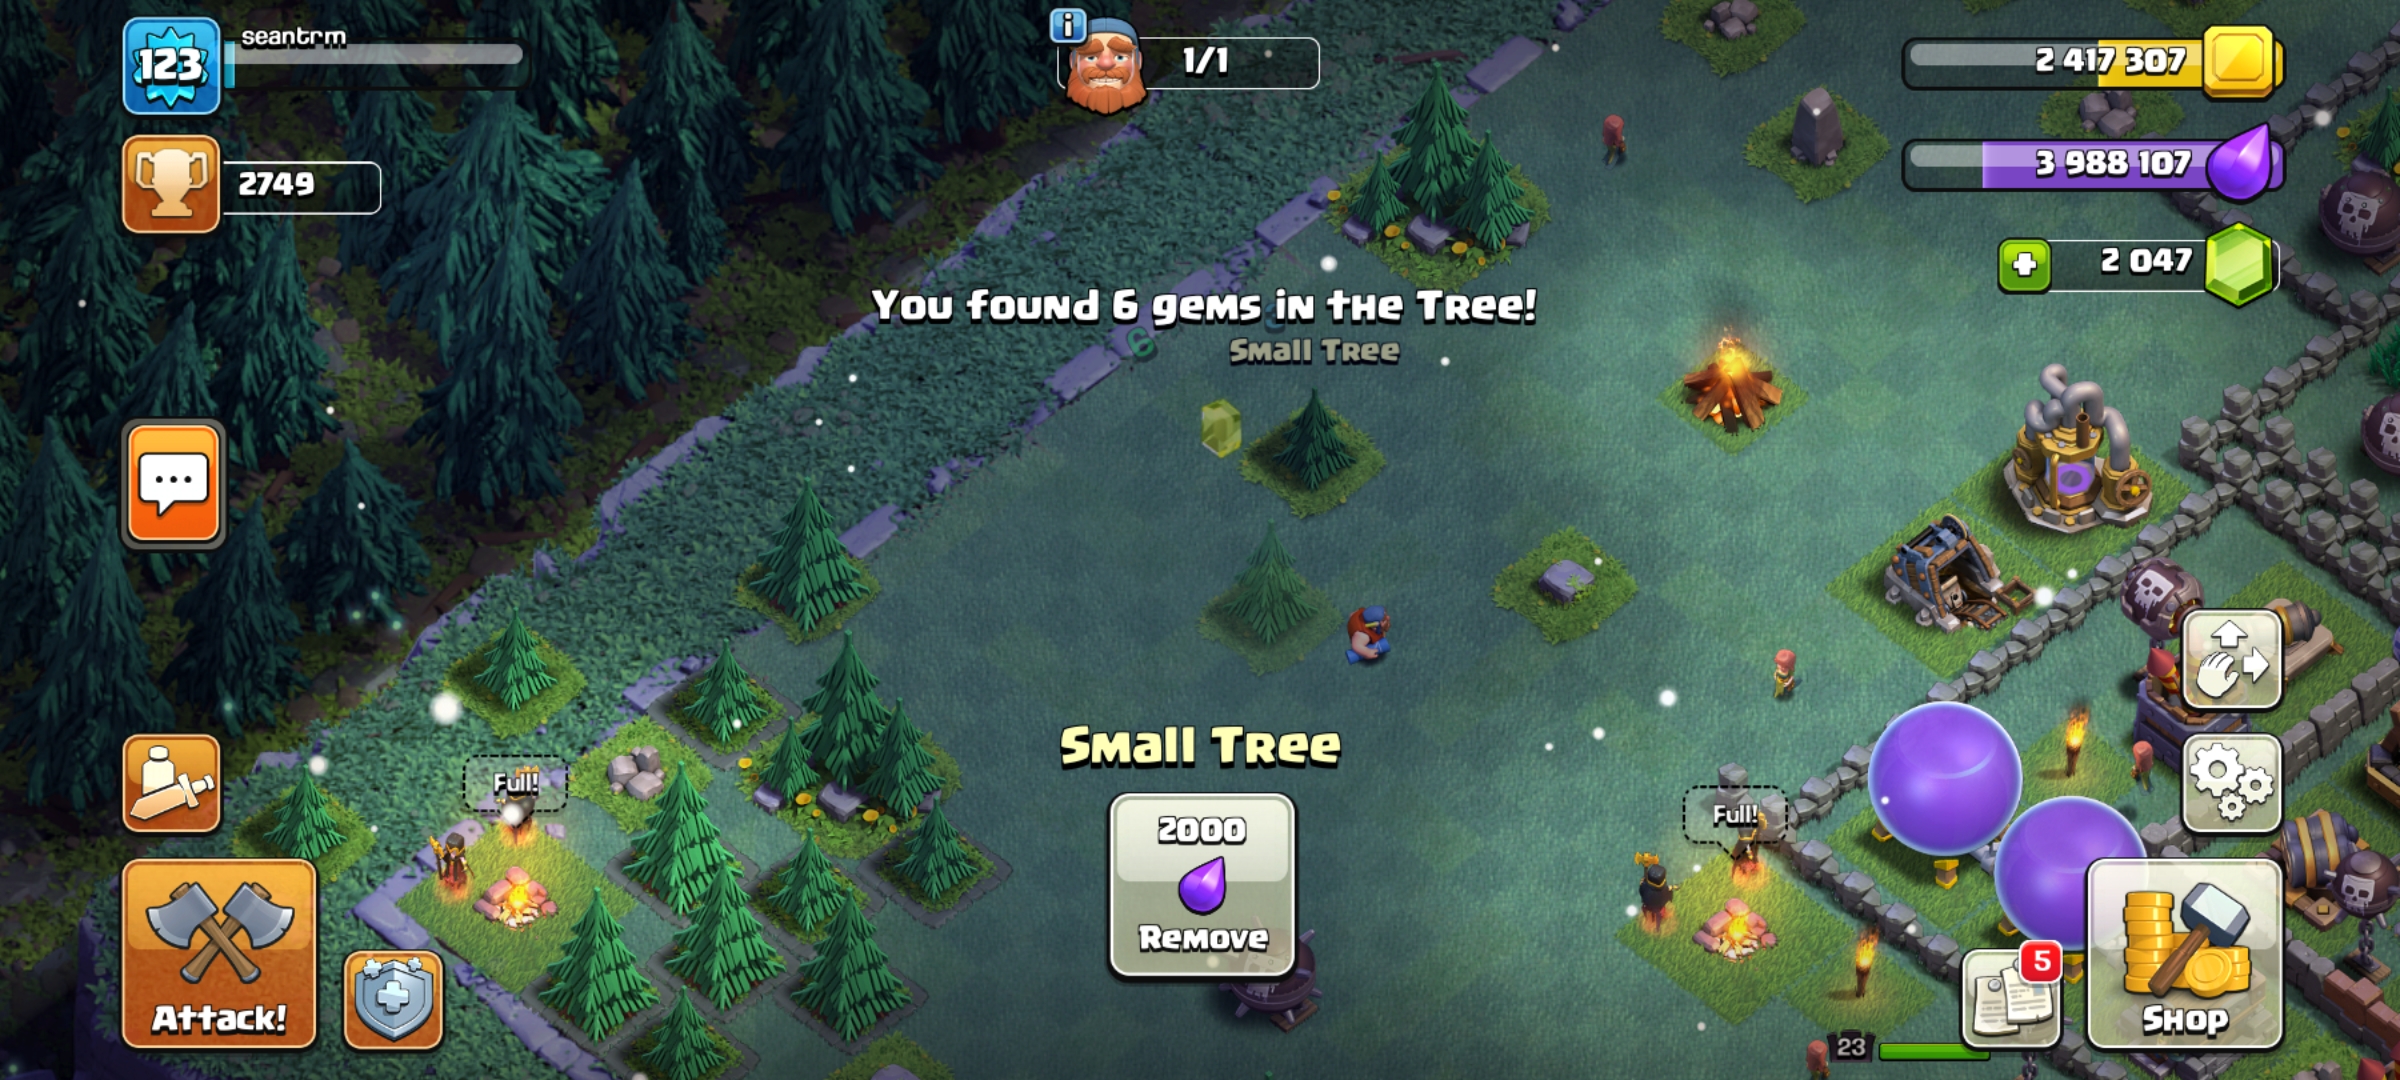 123
seantrm
i
1/1
2 417 307
2749
3 988 107
2 047
You found 6 gems in the Tree!
6
Small Tree
Small Tree
Full!
Full!
2000
Remove
5
Attack!
Shop
23